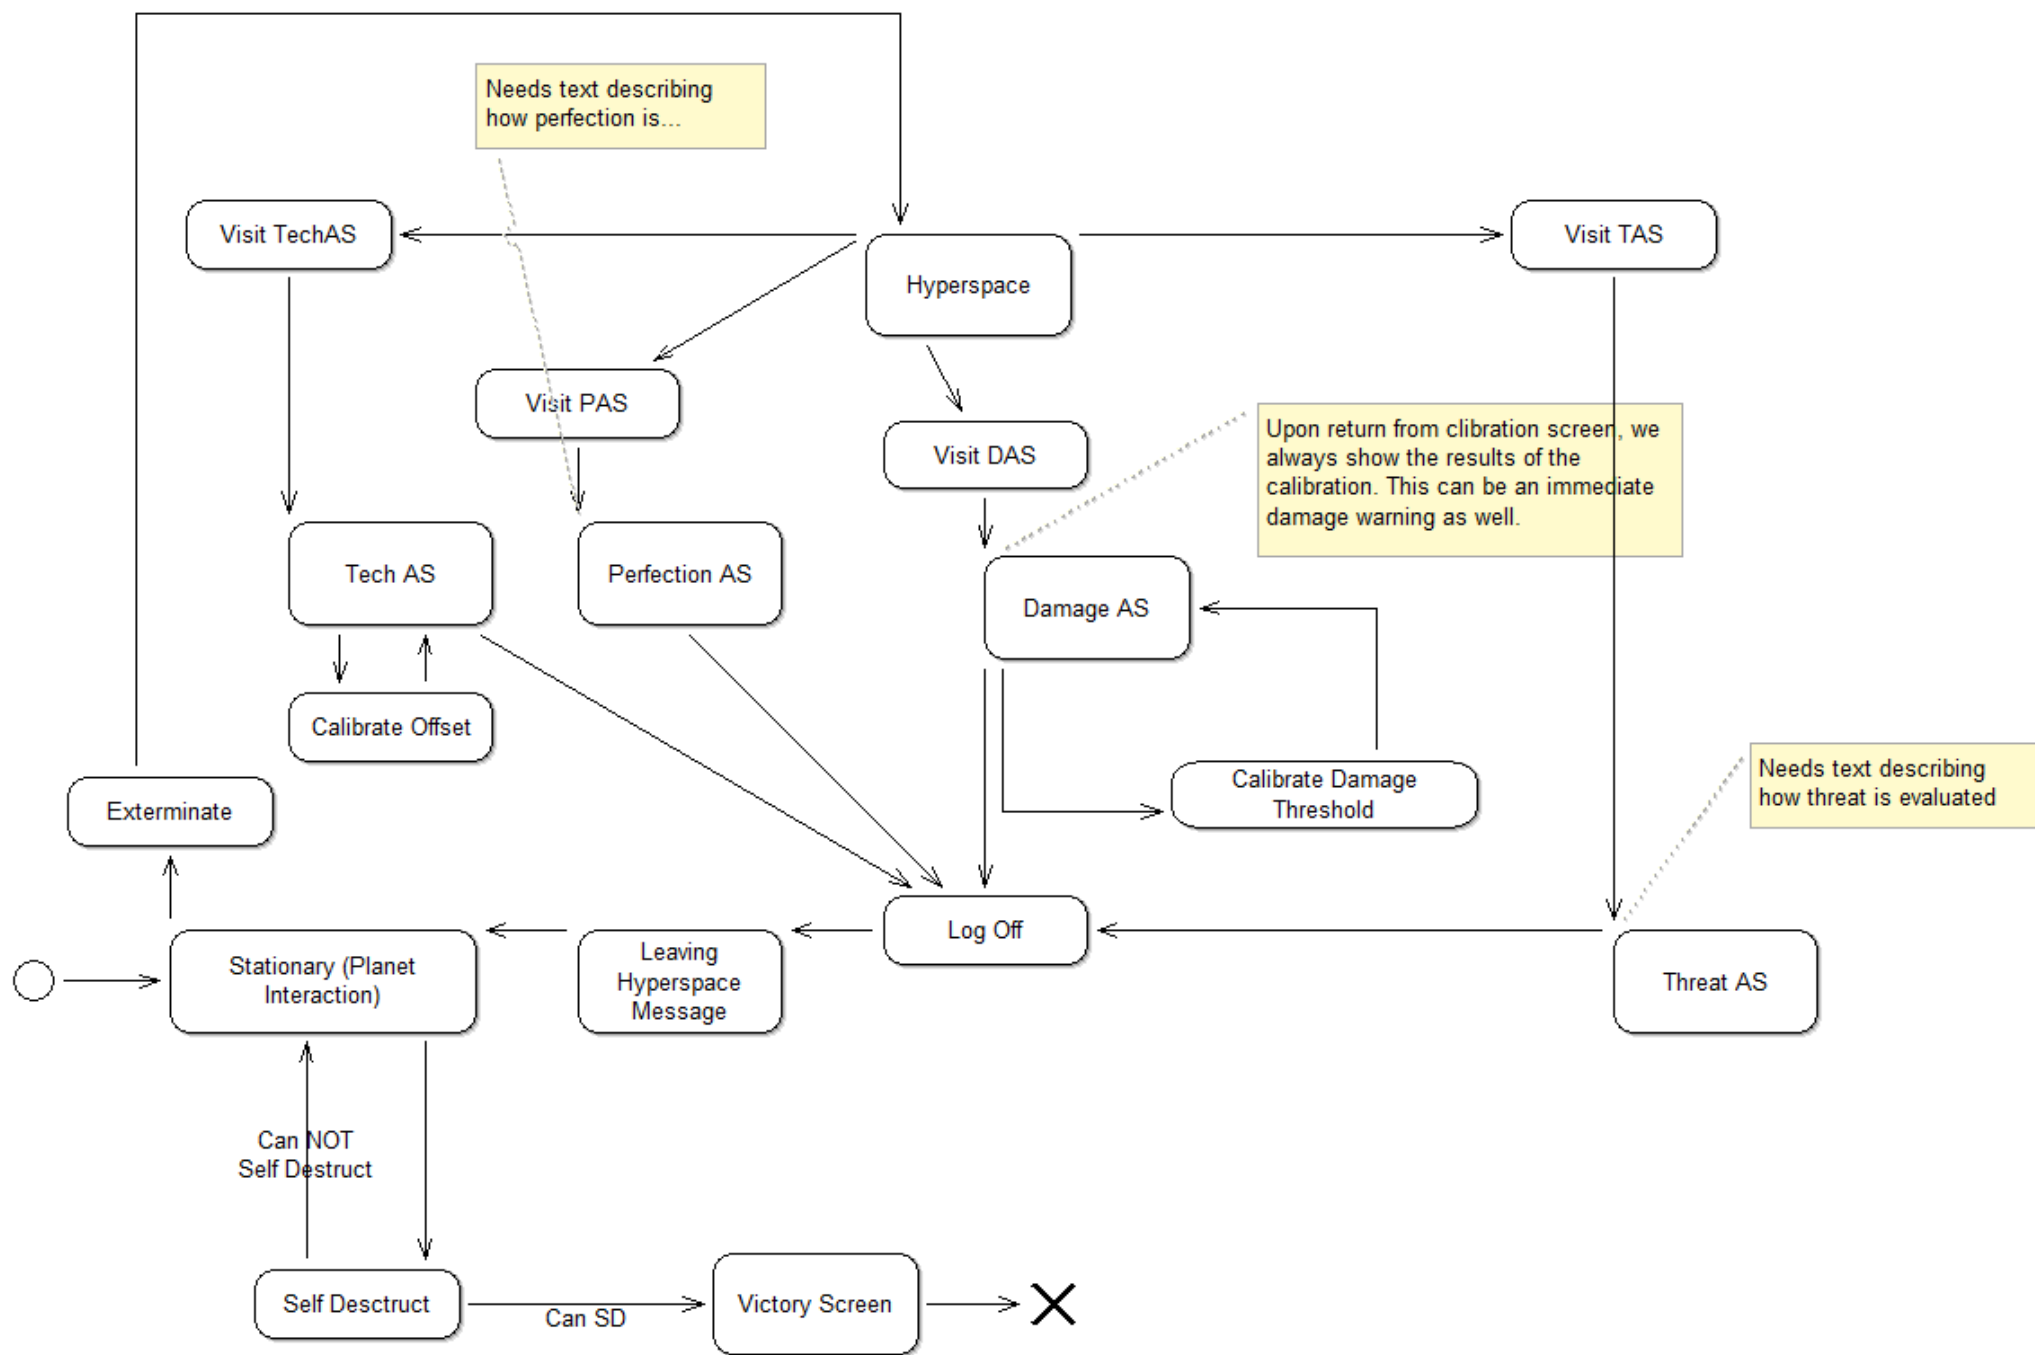 Needs text describing
how perfection is...
Visit TechAS
Visit TAS
Hyperspace
Visit PAS
Visit DAS
Upon return from clibration screen, we
always show the results of the
calibration. This can be an immediate
damage warning as well.
Tech AS
Perfection AS
Damage AS
Calibrate Offset
Calibrate Damage
Threshold
Needs text describing
how threat is evaluated
Exterminate
Log Off
Stationary (Planet
Interaction)
Leaving
Hyperspace
Message
Threat AS
Can NOT
Self Destruct
Self Desctruct
Can SD
Victory Screen